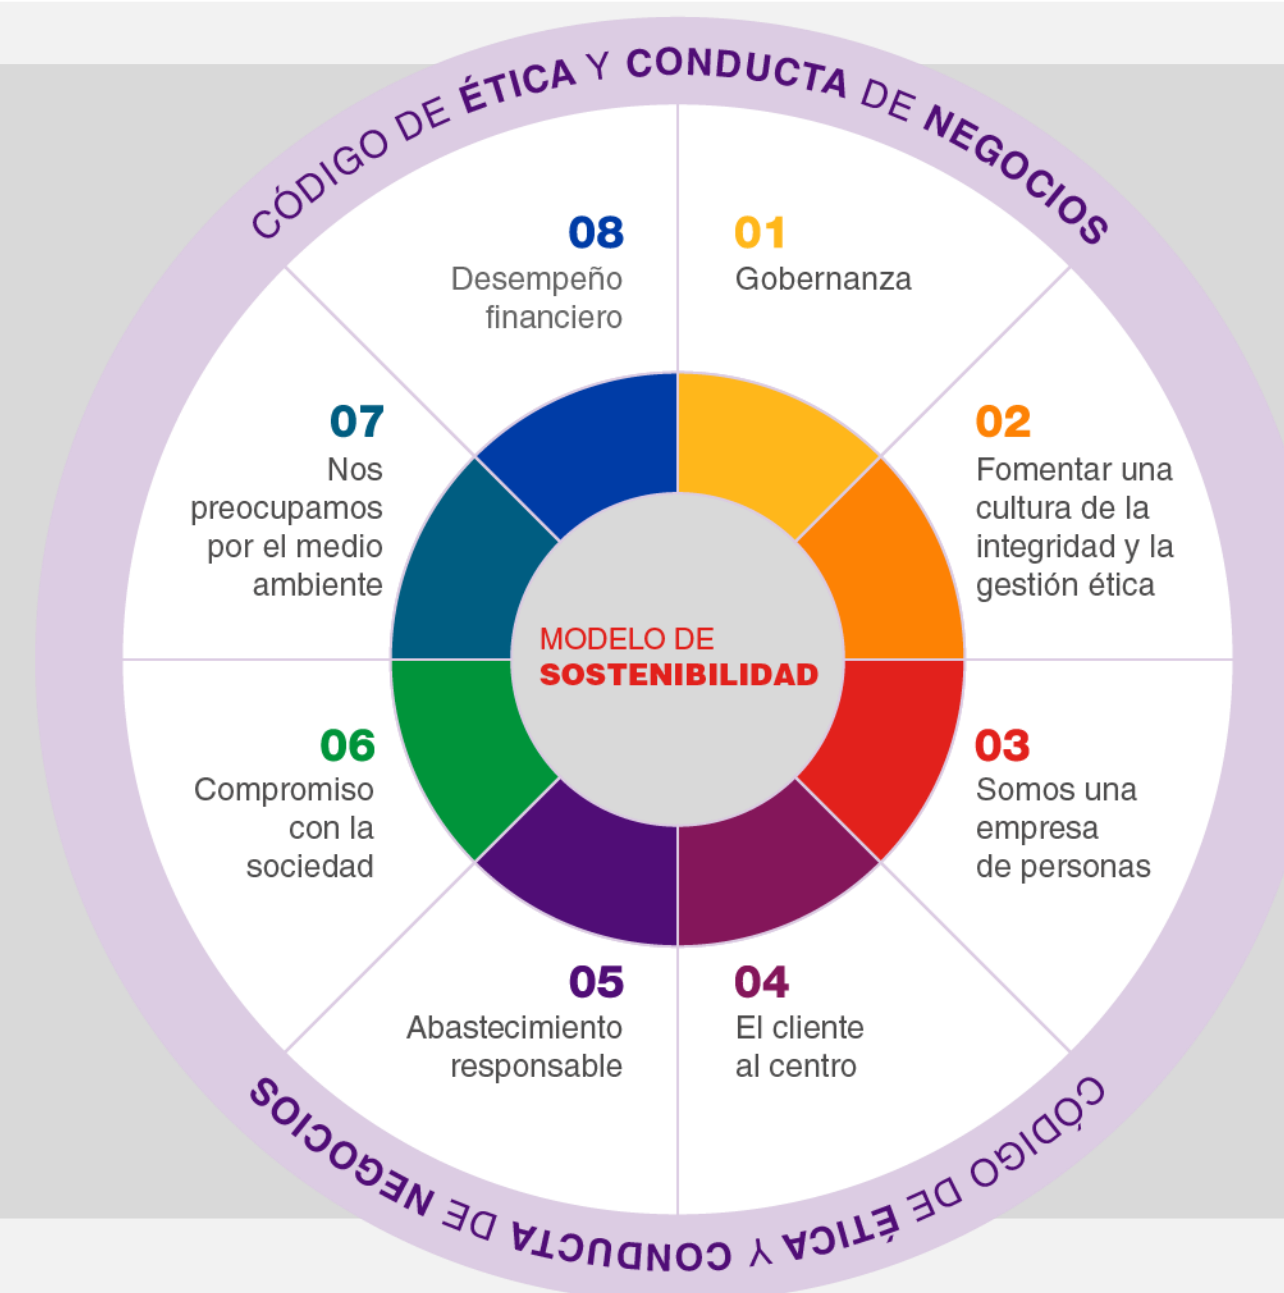 CÓDIGO DE ÉTICA Y CONDUCTA DE NEGOCIOS
01
Gobernanza
02
Fomentar una
cultura de la
integridad y la
gestión ética
03
Somos una
empresa
de personas
04
El cliente
al centro
05
Abastecimiento
responsable
06
Compromiso
con la
sociedad
07
Nos
preocupamos
por el medio
ambiente
08
Desempeño
financiero
MODELO DE
SOSTENIBILIDAD
CÓDIGO DE ÉTICA Y CONDUCTA DE NEGOCIOS